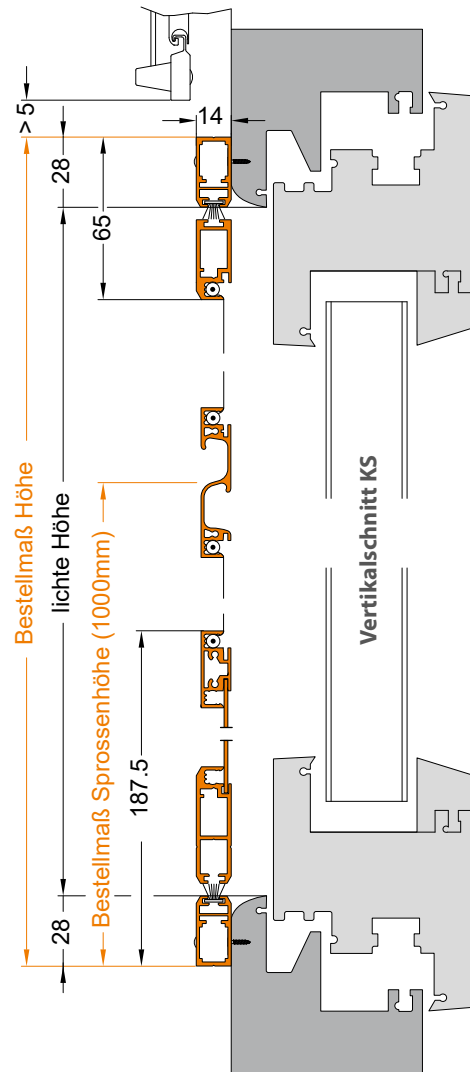 > 5
14
28
65
Bestellmaß Höhe
lichte Höhe
Bestellmaß Sprossenhöhe (1000mm)
Vertikalschnitt KS
187.5
28